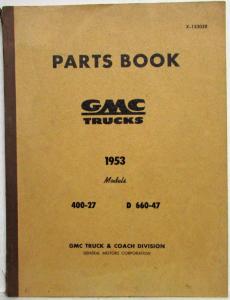 PARTS BOOK
GMC
TRUCKS
1953
Models
400-27 D 660-47
GMC TRUCK & COACH DIVISION
GENERAL MOTORS CORPORATION